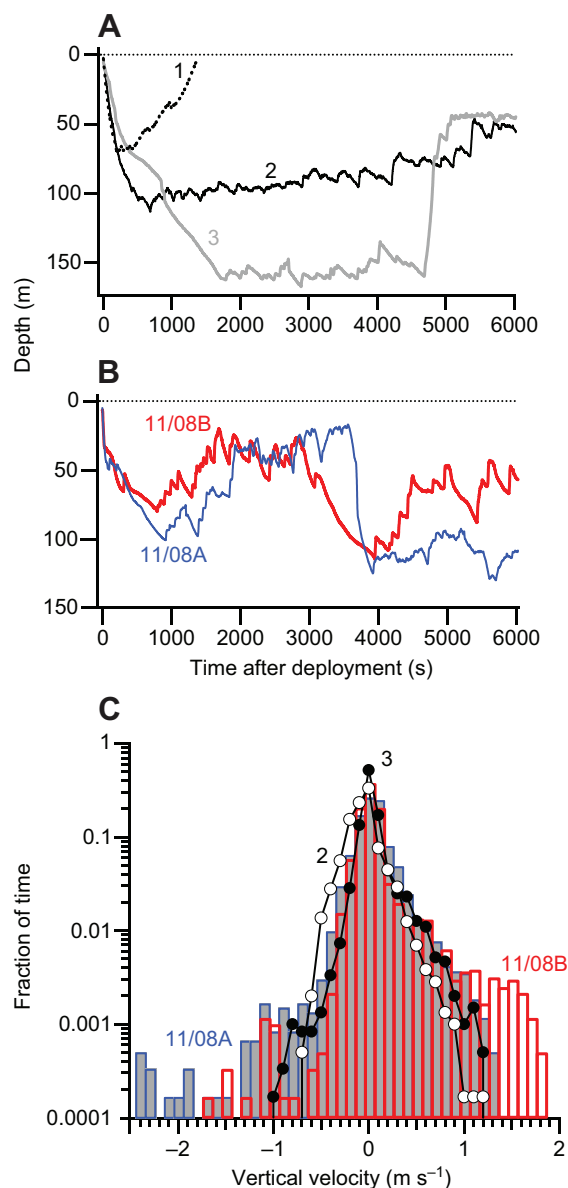 A
0
50
100
150
1
2
3
0 1000 2000 3000 4000 5000 6000
Depth (m)
B
0
50
100
150
11/08B
11/08A
0 1000 2000 3000 4000 5000 6000
Time after deployment (s)
C
1
0.1
0.01
0.001
0.0001
Fraction of time
3
2
11/08B
11/08A
–2 –1 0 1 2
Vertical velocity (m s–1)